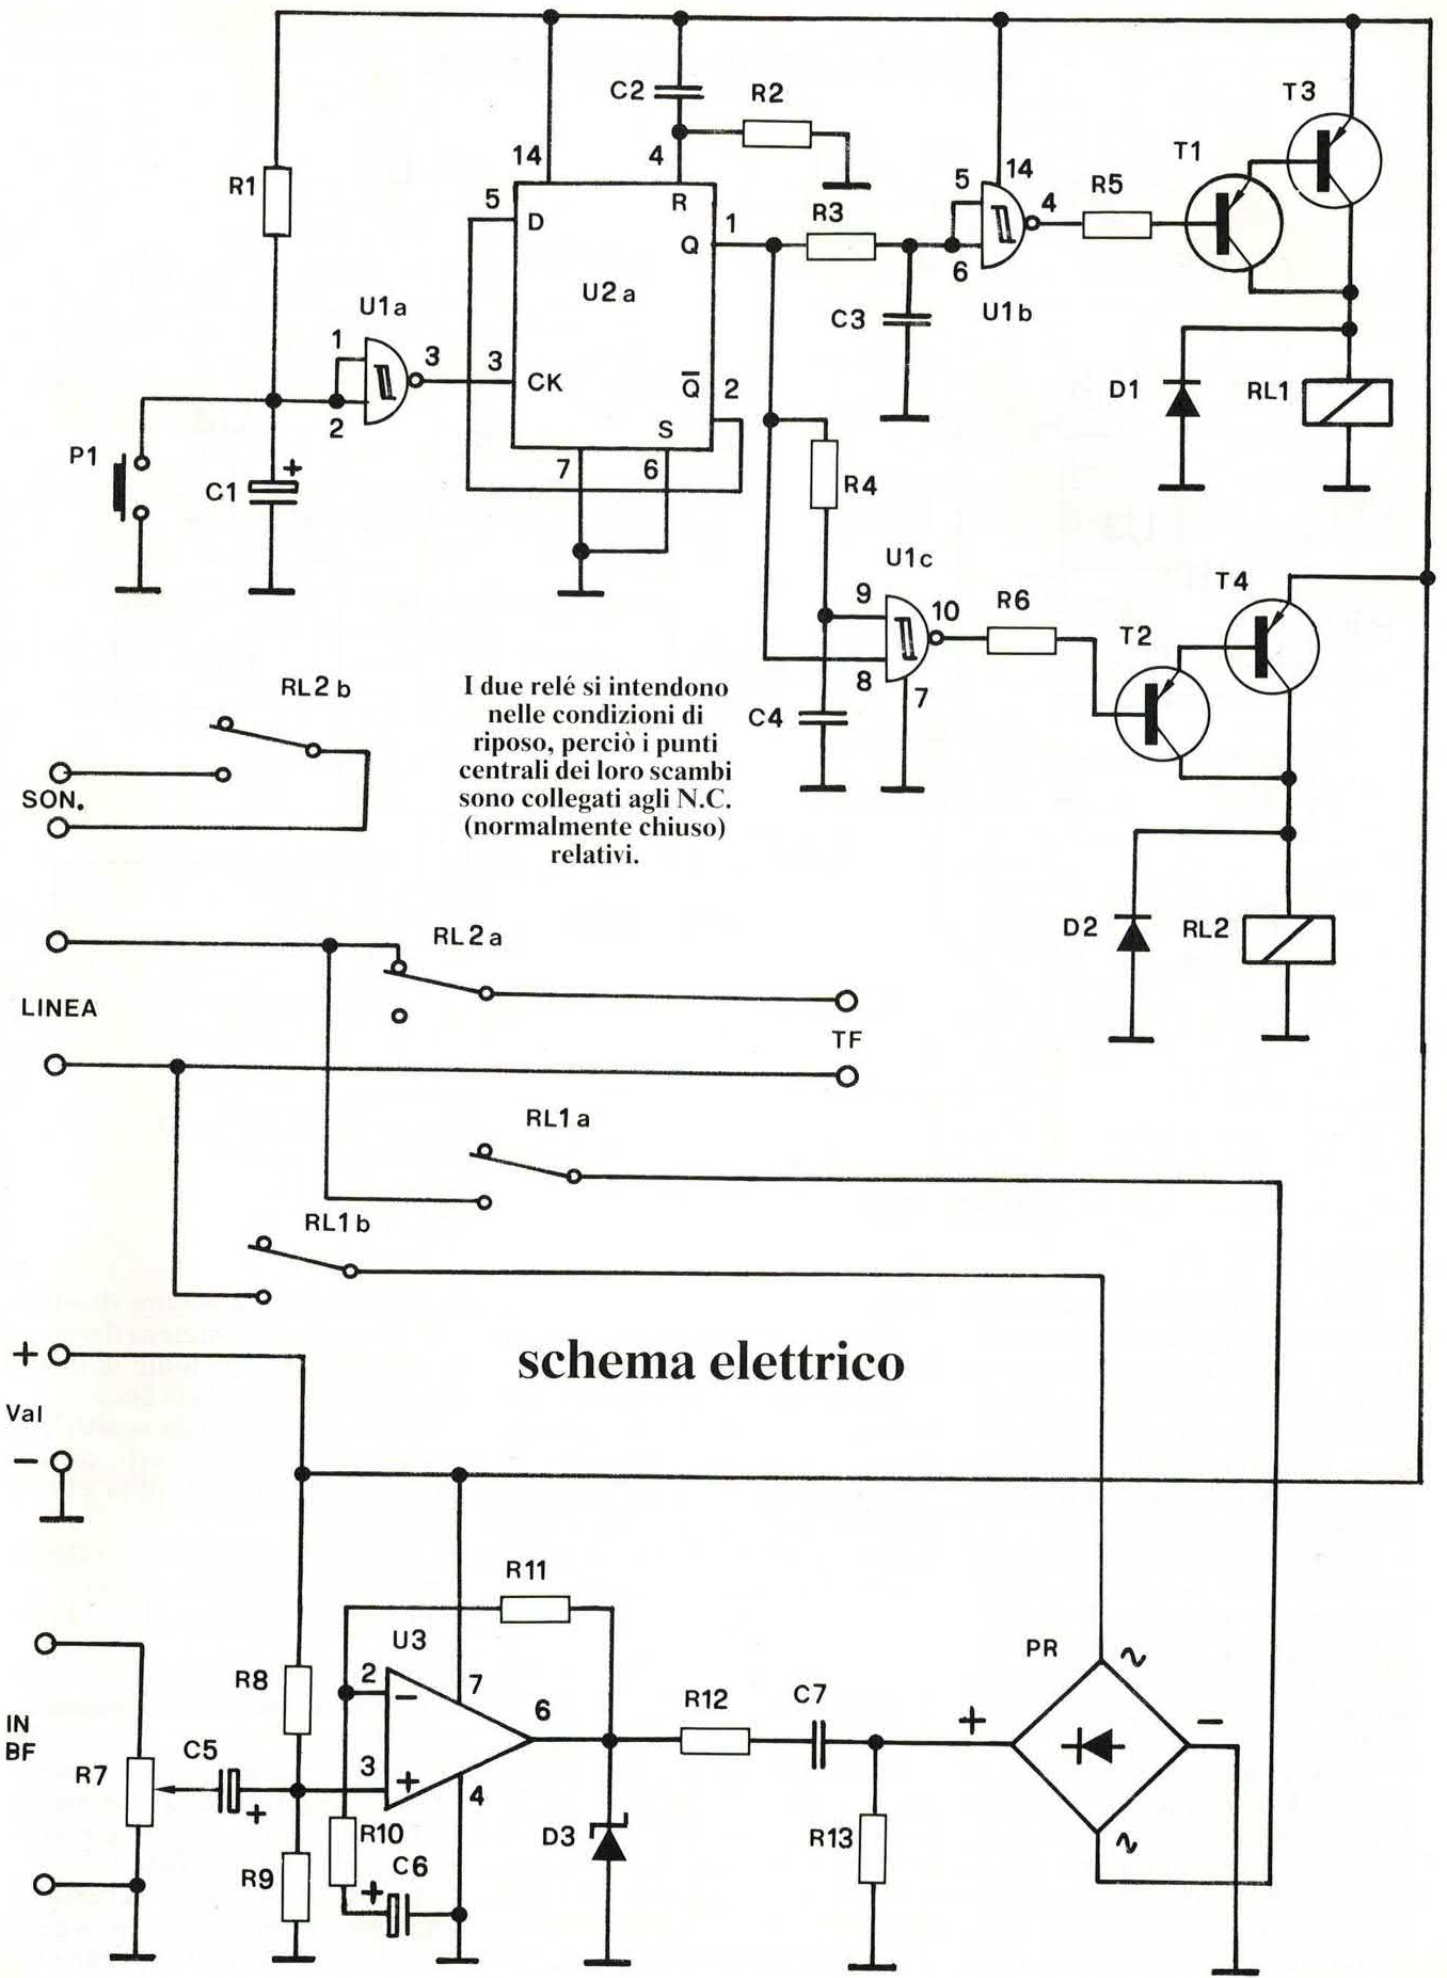 C2
R2
T3
14
4
T1
14
R1
5
D
R
1
R3
5
4
R5
Q
6
U2a
U1a
C3
U1b
1
3
3
CK
Q̅
2
D1
RL1
2
S
P1
+
7
6
C1
R4
U1c
T4
9
10
R6
T2
RL2b
8
7
C4
I due relé si intendono
nelle condizioni di
riposo, perciò i punti
centrali dei loro scambi
sono collegati agli N.C.
(normalmente chiuso)
relativi.
SON.
RL2a
D2
RL2
LINEA
TF
RL1a
RL1b
+
schema elettrico
Val
-
R11
U3
PR
~
R8
2
-
7
6
R12
C7
+
-
IN
BF
C5
R7
3
+
4
+
R10
D3
R13
~
R9
C6
+